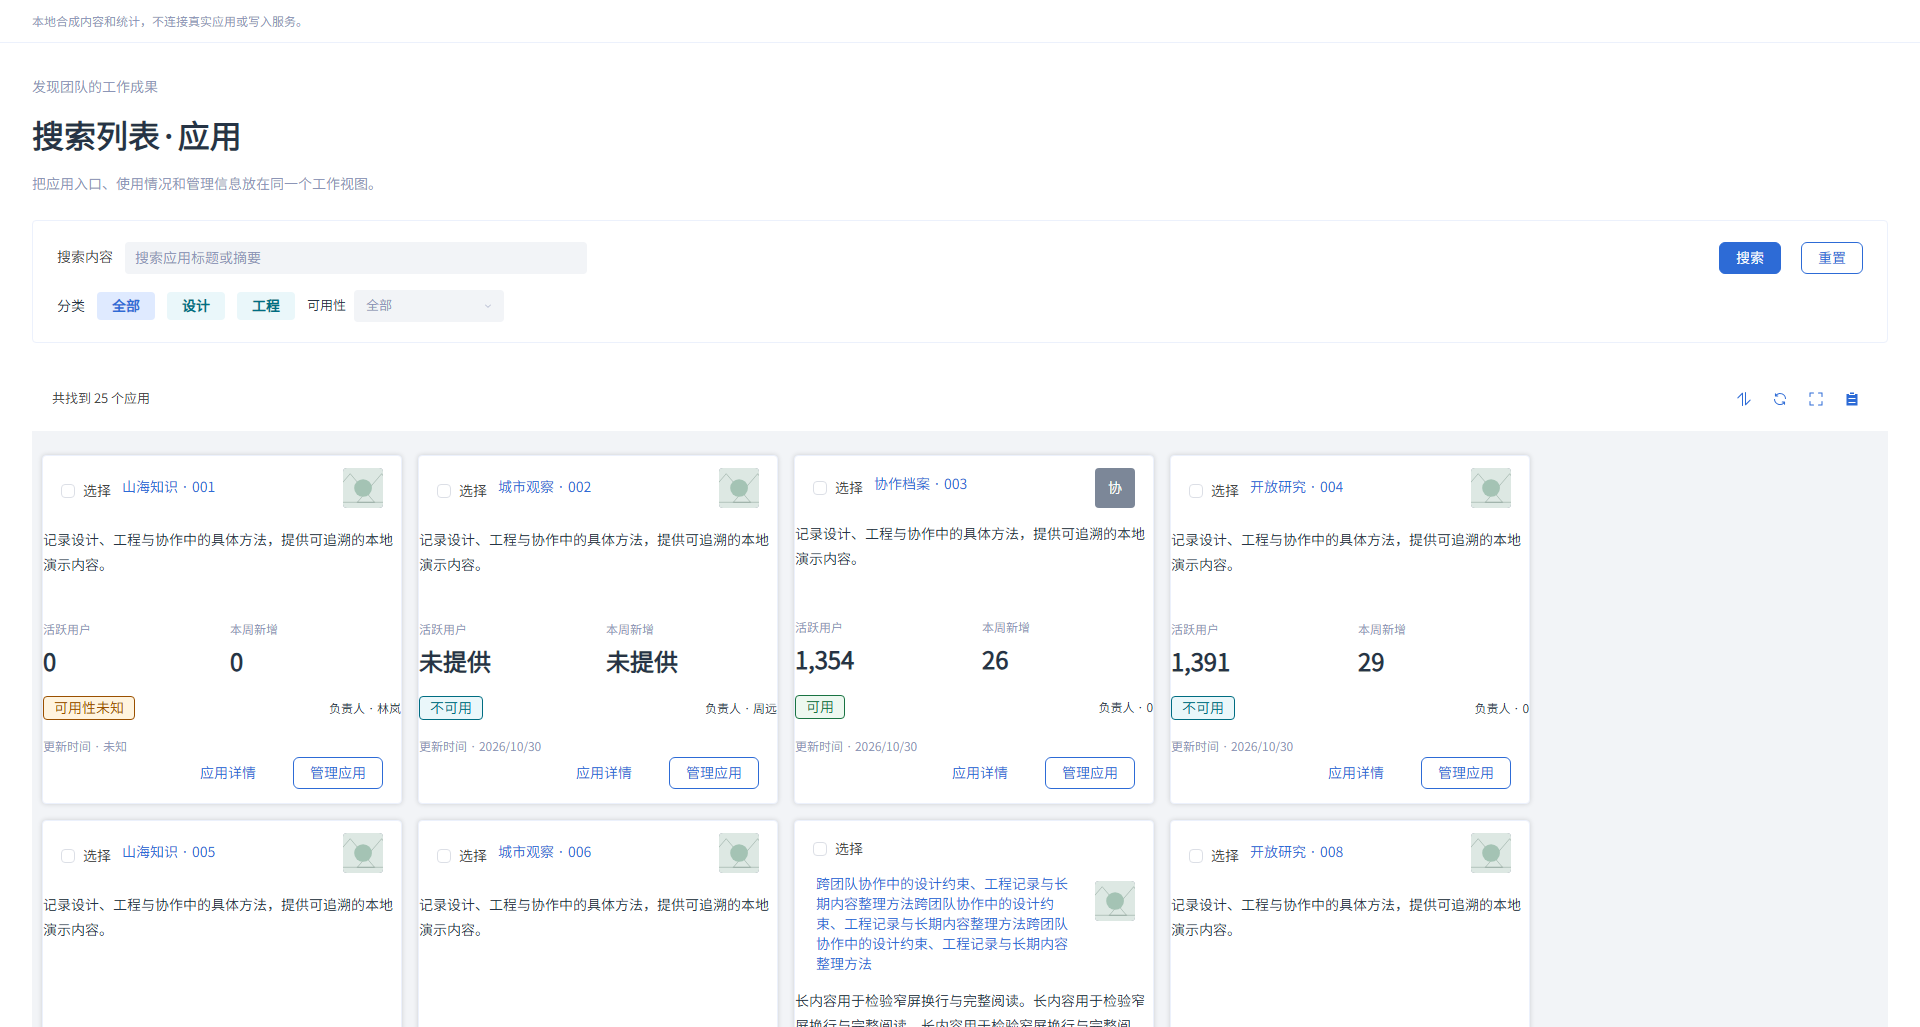 本地合成内容和统计，不连接真实应用或写入服务。
发现团队的工作成果
搜索列表·应用
把应用入口、使用情况和管理信息放在同一个工作视图。
搜索内容 搜索应用标题或摘要 搜索 重置
分类 全部 设计 工程 可用性 全部
共找到 25 个应用
选择 山海知识 · 001
记录设计、工程与协作中的具体方法，提供可追溯的本地
演示内容。
活跃用户 本周新增
0 0
可用性未知 负责人 · 林岚
更新时间 · 未知
应用详情 管理应用
选择 城市观察 · 002
记录设计、工程与协作中的具体方法，提供可追溯的本地
演示内容。
活跃用户 本周新增
未提供 未提供
不可用 负责人 · 周远
更新时间 · 2026/10/30
应用详情 管理应用
选择 协作档案 · 003 协
记录设计、工程与协作中的具体方法，提供可追溯的本地
演示内容。
活跃用户 本周新增
1,354 26
可用 负责人 · 0
更新时间 · 2026/10/30
应用详情 管理应用
选择 开放研究 · 004
记录设计、工程与协作中的具体方法，提供可追溯的本地
演示内容。
活跃用户 本周新增
1,391 29
不可用 负责人 · 0
更新时间 · 2026/10/30
应用详情 管理应用
选择 山海知识 · 005
记录设计、工程与协作中的具体方法，提供可追溯的本地
演示内容。
选择 城市观察 · 006
记录设计、工程与协作中的具体方法，提供可追溯的本地
演示内容。
选择
跨团队协作中的设计约束、工程记录与长
期内容整理方法跨团队协作中的设计约
束、工程记录与长期内容整理方法跨团队
协作中的设计约束、工程记录与长期内容
整理方法
长内容用于检验窄屏换行与完整阅读。长内容用于检验窄
屏换行与完整阅读。长内容用于检验窄屏换行与完整阅
选择 开放研究 · 008
记录设计、工程与协作中的具体方法，提供可追溯的本地
演示内容。